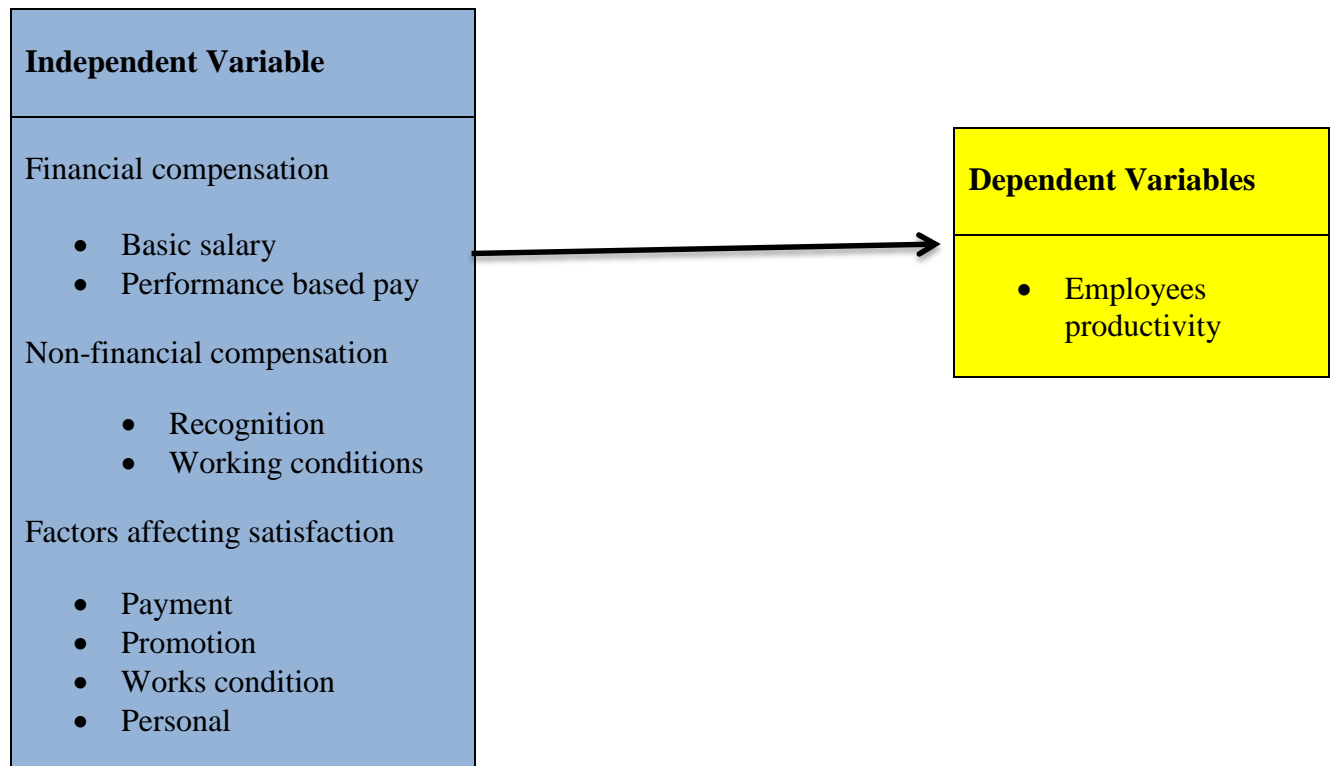 Independent Variable
Financial compensation
• Basic salary
• Performance based pay
Non-financial compensation
• Recognition
• Working conditions
Factors affecting satisfaction
• Payment
• Promotion
• Works condition
• Personal
Dependent Variables
• Employees
productivity